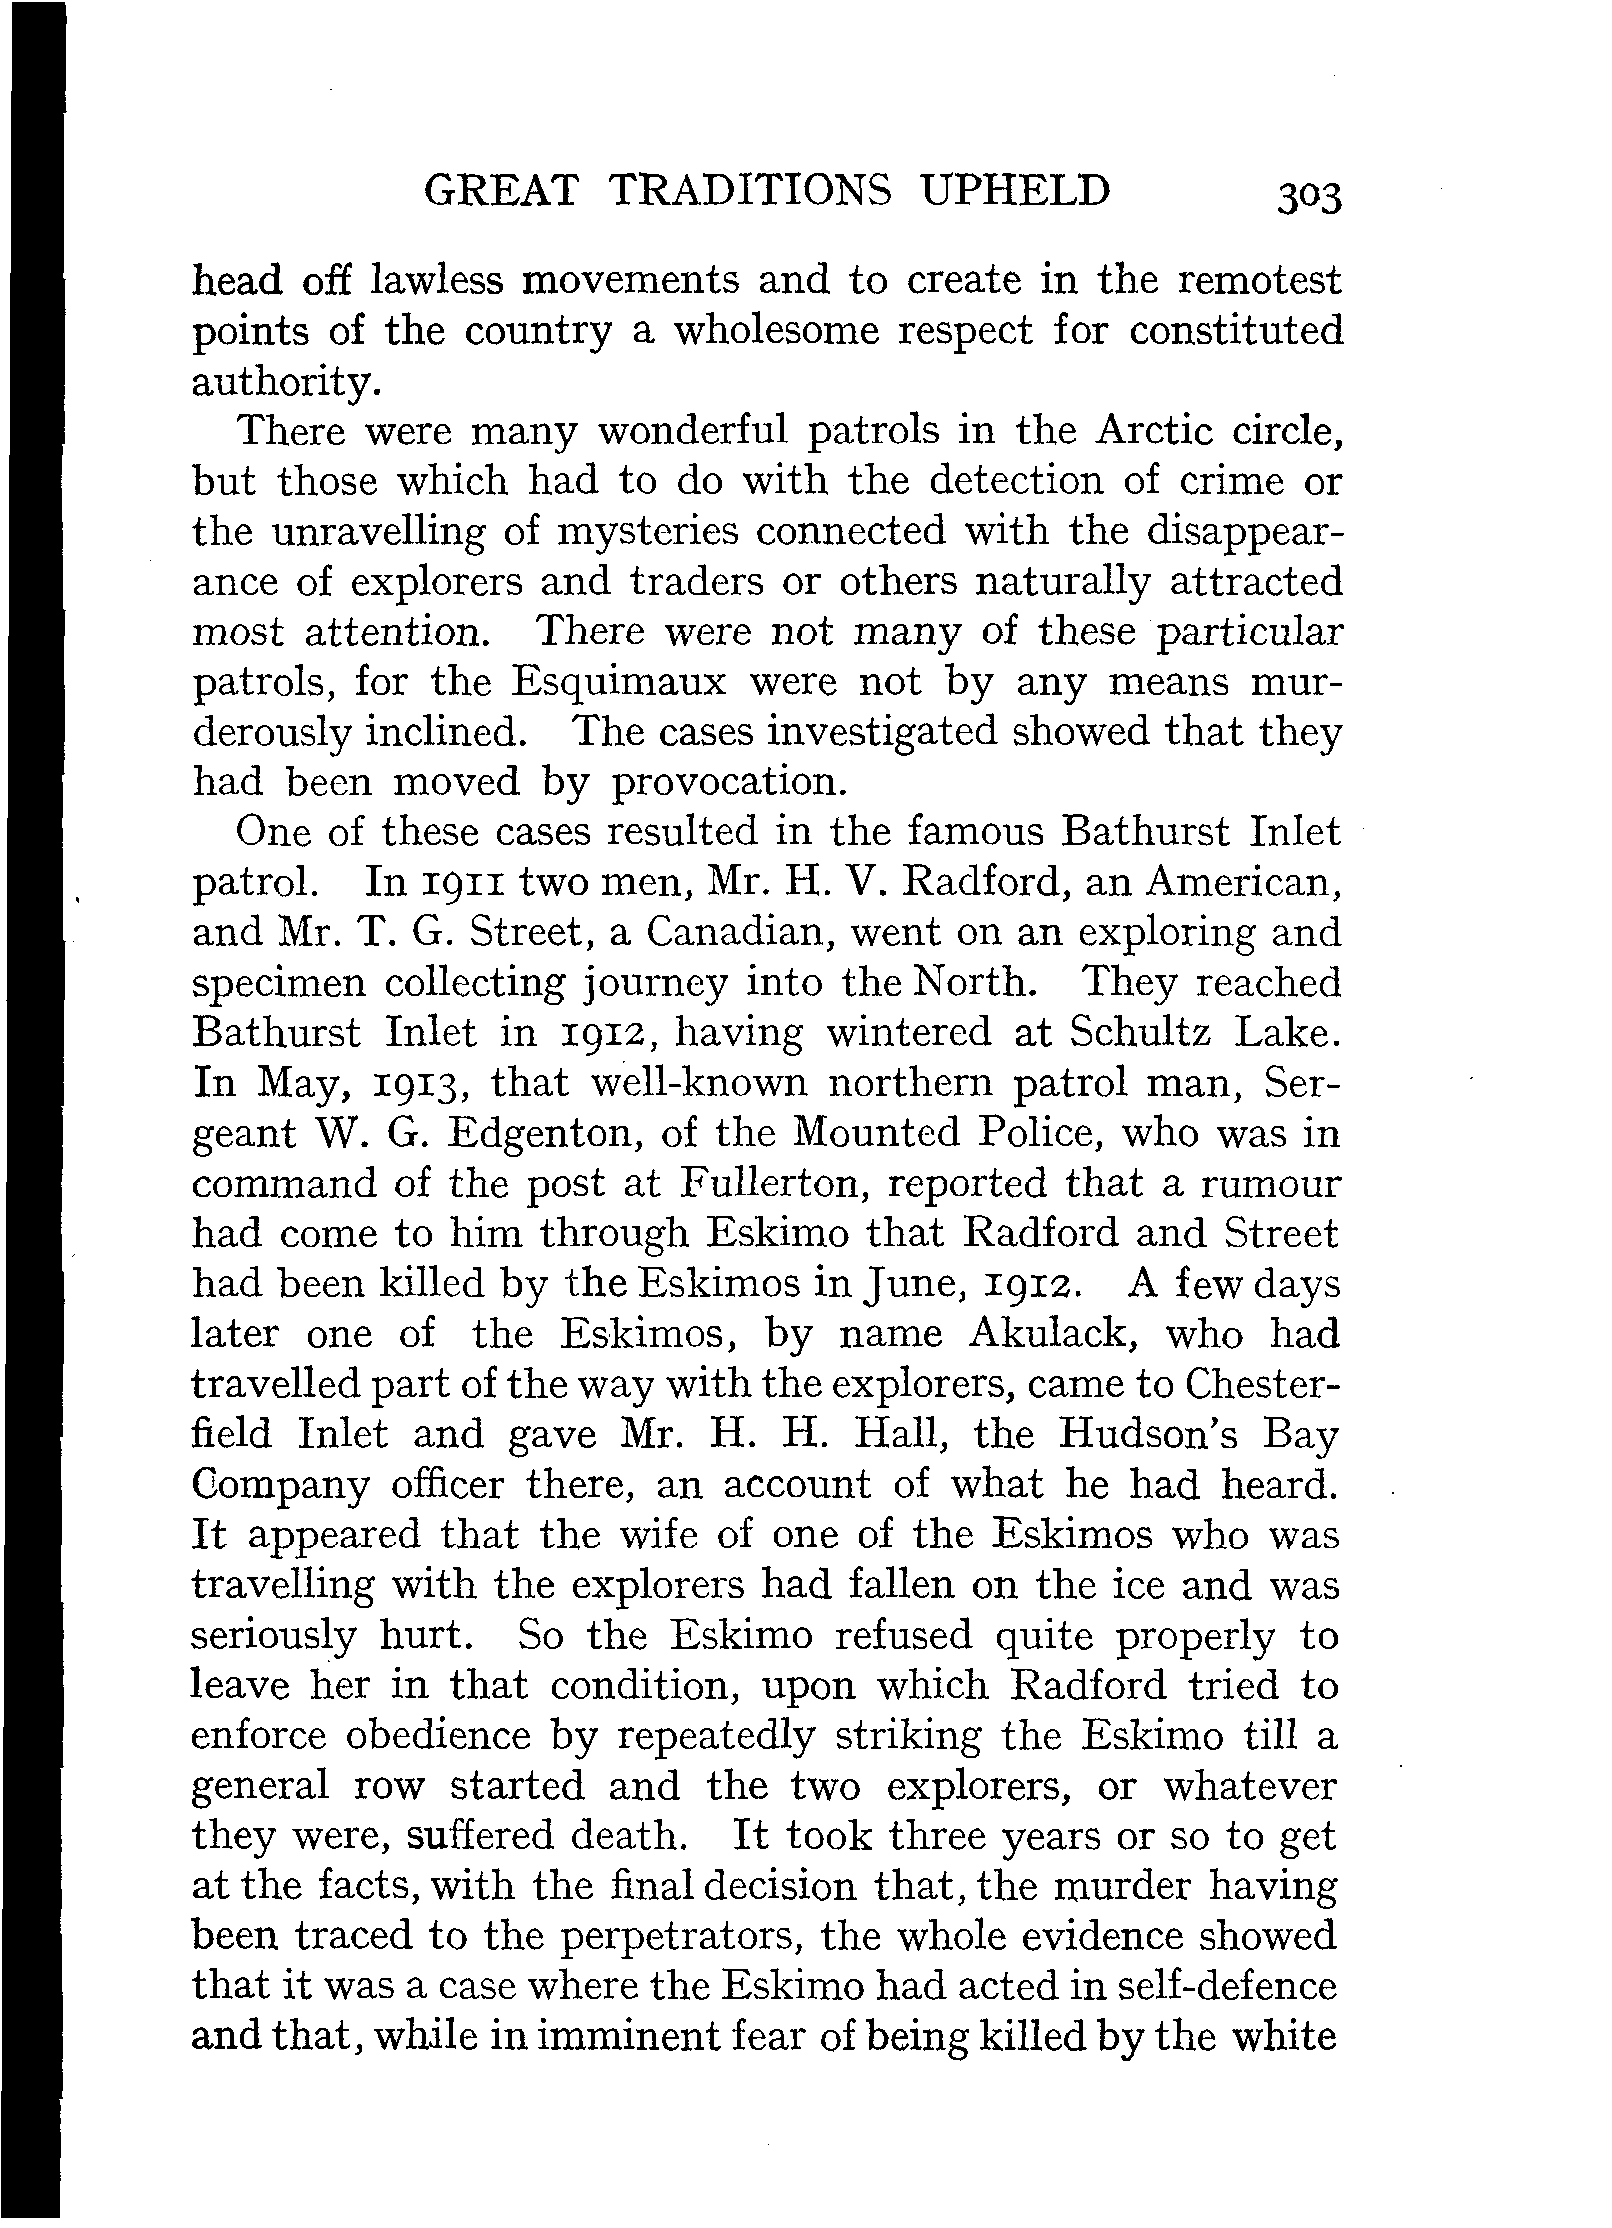 GREAT TRADITIONS UPHELD 303
head off lawless movements and to create in the remotest
points of the country a wholesome respect for constituted
authority.
There were many wonderful patrols in the Arctic circle,
but those which had to do with the detection of crime or
the unravelling of mysteries connected with the disappear-
ance of explorers and traders or others naturally attracted
most attention. There were not many of these particular
patrols, for the Esquimaux were not by any means mur-
derously inclined. The cases investigated showed that they
had been moved by provocation.
One of these cases resulted in the famous Bathurst Inlet
patrol. In 1911 two men, Mr. H. V. Radford, an American,
and Mr. T. G. Street, a Canadian, went on an exploring and
specimen collecting journey into the North. They reached
Bathurst Inlet in 1912, having wintered at Schultz Lake.
In May, 1913, that well-known northern patrol man, Ser-
geant W. G. Edgenton, of the Mounted Police, who was in
command of the post at Fullerton, reported that a rumour
had come to him through Eskimo that Radford and Street
had been killed by the Eskimos in June, 1912. A few days
later one of the Eskimos, by name Akulack, who had
travelled part of the way with the explorers, came to Chester-
field Inlet and gave Mr. H. H. Hall, the Hudson's Bay
Company officer there, an account of what he had heard.
It appeared that the wife of one of the Eskimos who was
travelling with the explorers had fallen on the ice and was
seriously hurt. So the Eskimo refused quite properly to
leave her in that condition, upon which Radford tried to
enforce obedience by repeatedly striking the Eskimo till a
general row started and the two explorers, or whatever
they were, suffered death. It took three years or so to get
at the facts, with the final decision that, the murder having
been traced to the perpetrators, the whole evidence showed
that it was a case where the Eskimo had acted in self-defence
and that, while in imminent fear of being killed by the white